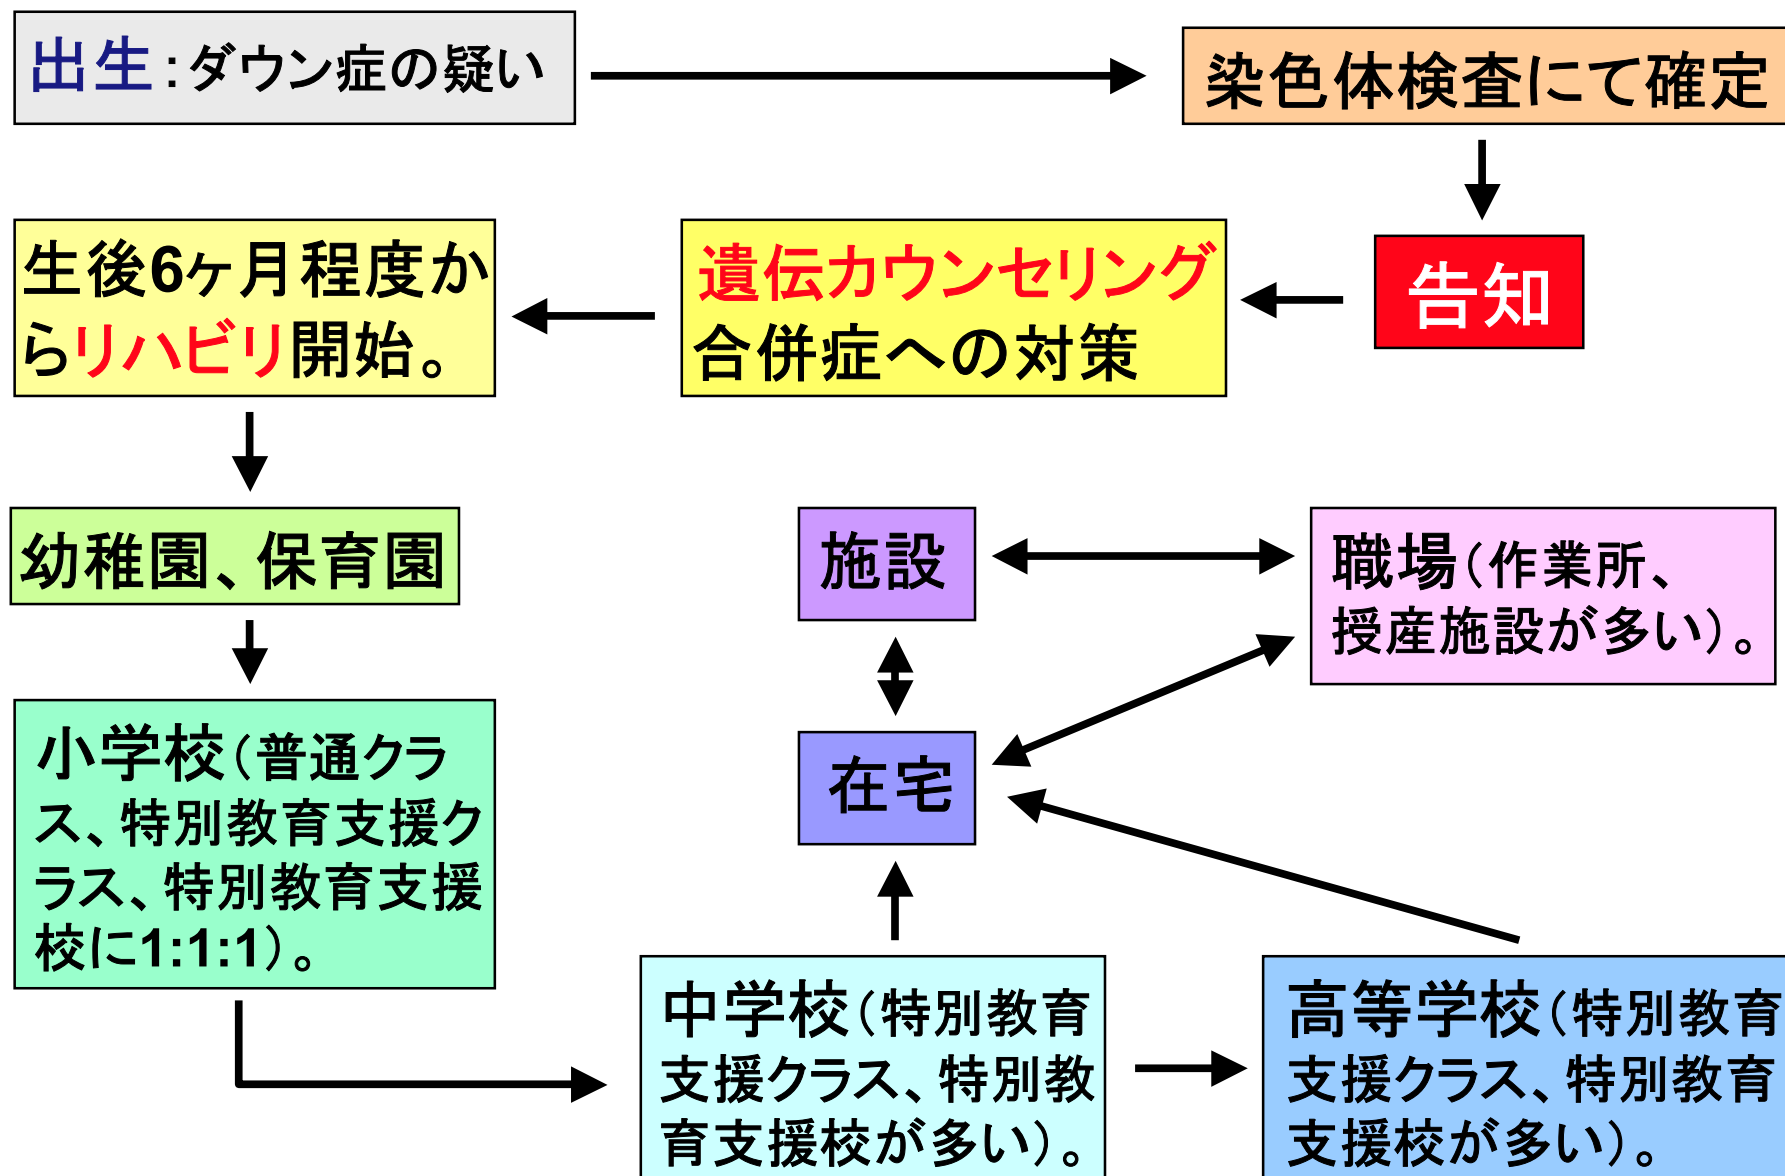 出生:ダウン症の疑い
染色体検査にて確定
告知
遺伝カウンセリング
合併症への対策
生後6ヶ月程度か
らリハビリ開始。
幼稚園、保育園
小学校(普通クラ
ス、特別教育支援ク
ラス、特別教育支援
校に1:1:1)。
中学校(特別教育
支援クラス、特別教
育支援校が多い)。
高等学校(特別教育
支援クラス、特別教育
支援校が多い)。
在宅
施設
職場(作業所、
授産施設が多い)。